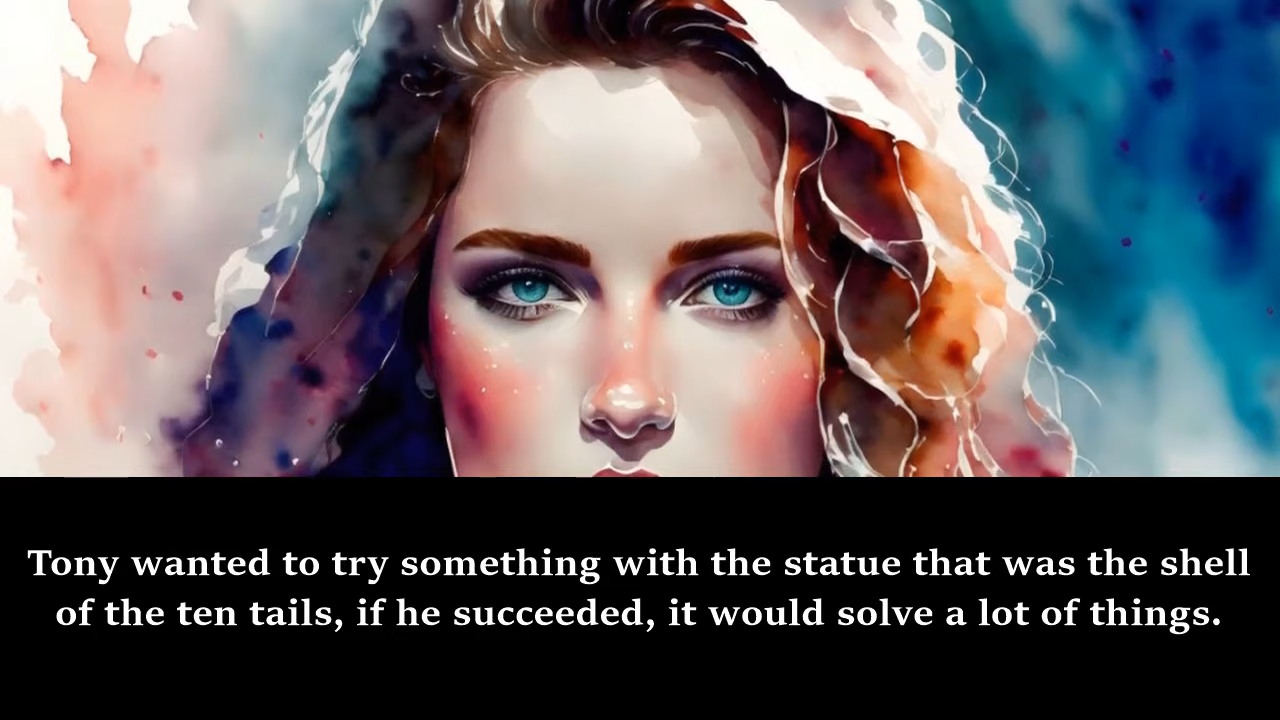 Tony wanted to try something with the statue that was the shell
of the ten tails, if he succeeded, it would solve a lot of things.